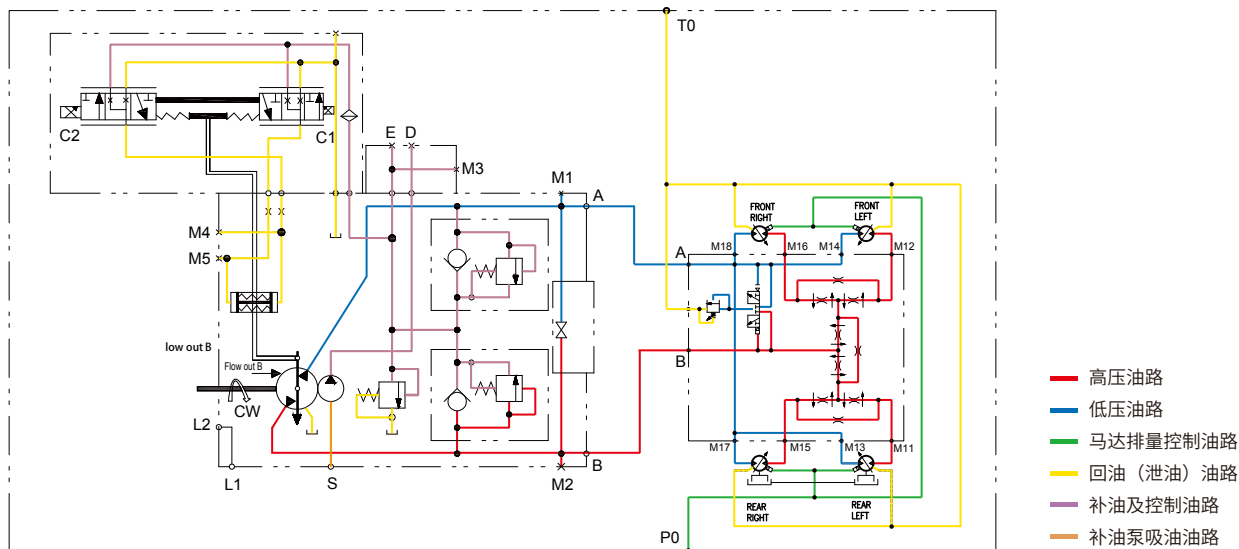 T0
C2
C1
E
D
M3
M1
A
FRONT
RIGHT
FRONT
LEFT
M4
M5
M18
M16
M14
M12
A
B
low out B
Flow out B
CW
L2
L1
S
M2
B
M17
M15
M13
M11
REAR
RIGHT
REAR
LEFT
P0
高压油路
低压油路
马达排量控制油路
回油（泄油）油路
补油及控制油路
补油泵吸油油路